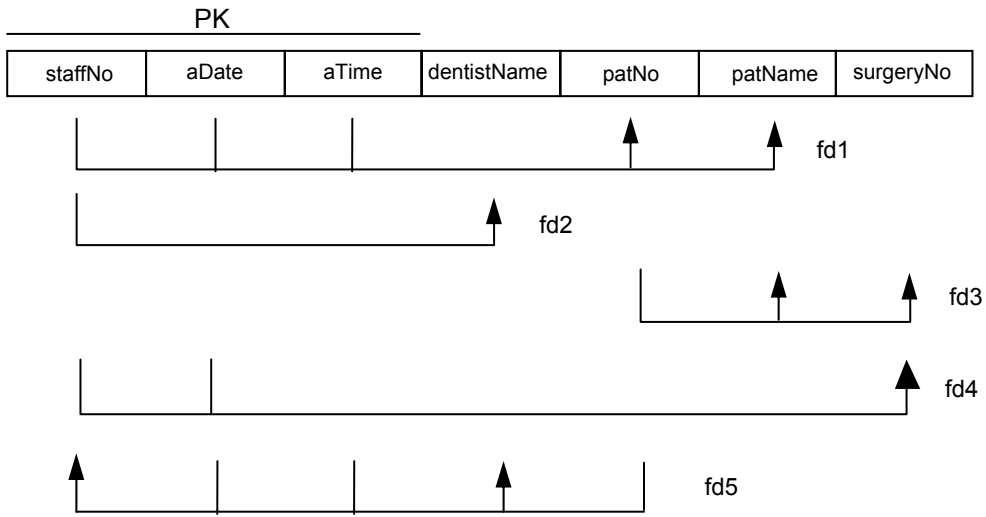 PK
staffNo aDate aTime dentistName patNo patName surgeryNo
fd1
fd2
fd3
fd4
fd5